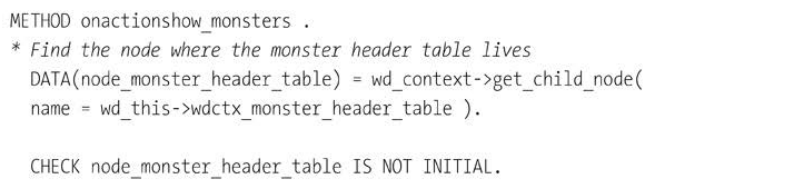 METHOD onactionshow_monsters .
* Find the node where the monster header table lives
DATA(node_monster_header_table) = wd_context->get_child_node(
name = wd_this->wdctx_monster_header_table ).
CHECK node_monster_header_table IS NOT INITIAL.